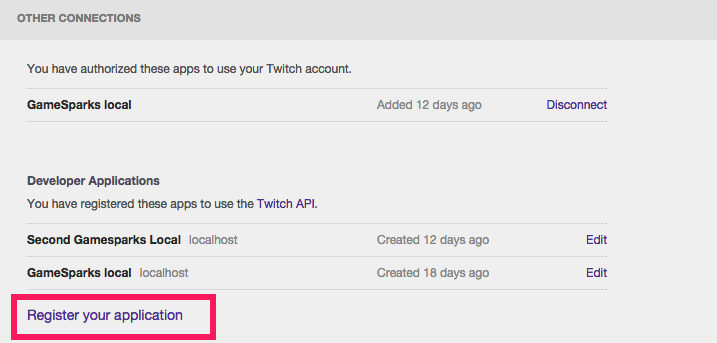 OTHER CONNECTIONS
You have authorized these apps to use your Twitch account.
GameSparks local Added 12 days ago Disconnect
Developer Applications
You have registered these apps to use the Twitch API.
Second Gamesparks Local localhost Created 12 days ago Edit
GameSparks local localhost Created 18 days ago Edit
Register your application